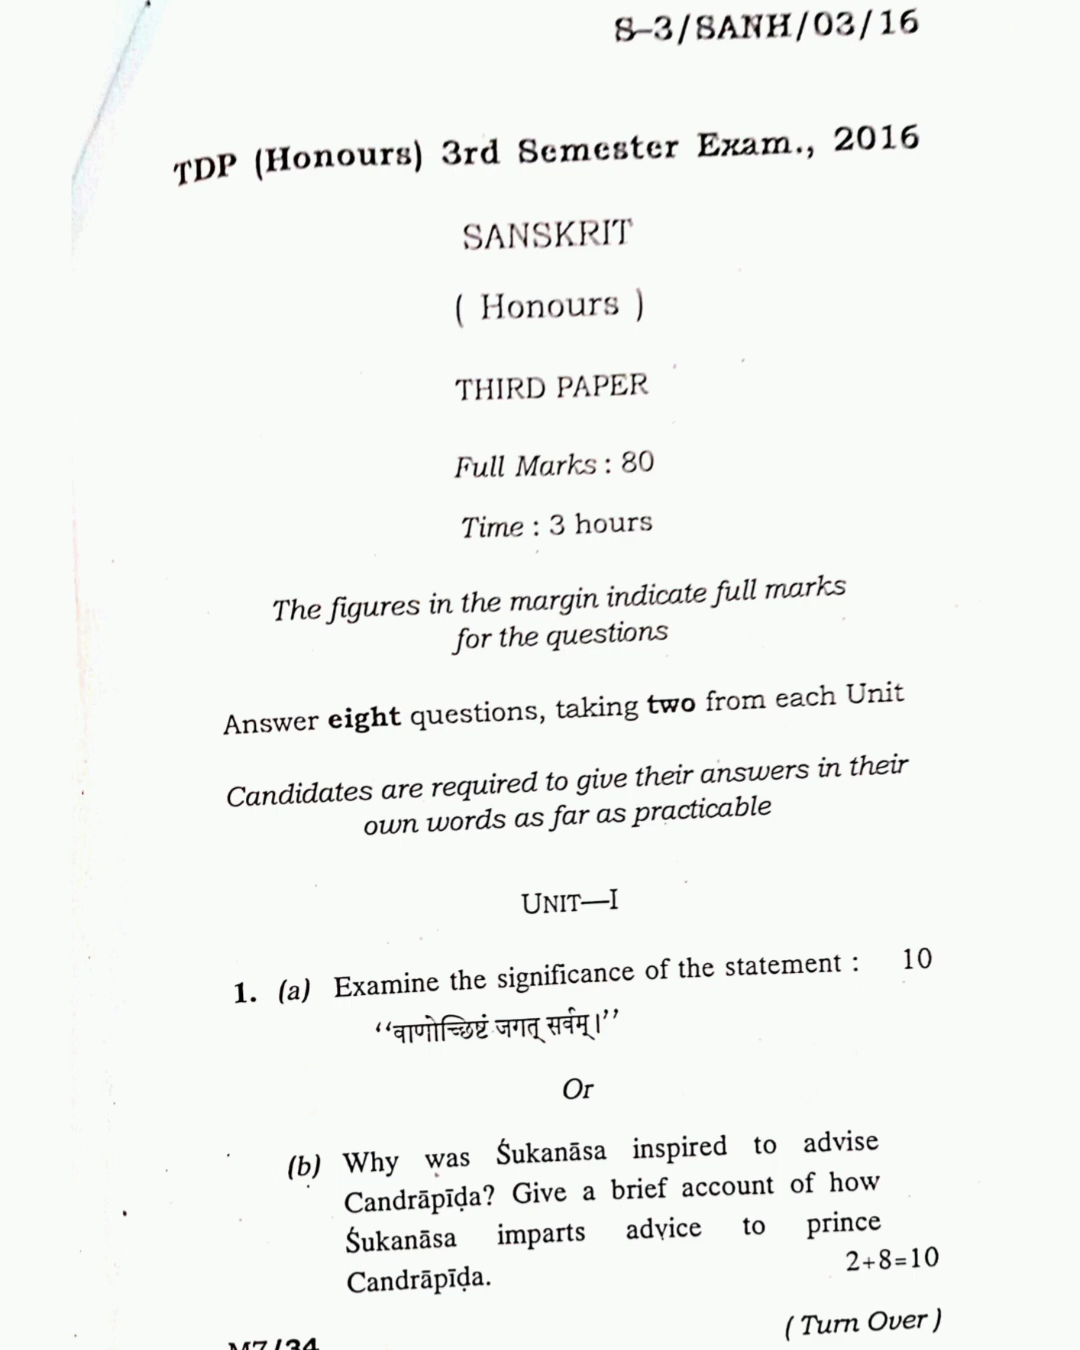 S–3/SANH/03/16
TDP (Honours) 3rd Semester Exam., 2016
SANSKRIT
( Honours )
THIRD PAPER
Full Marks : 80
Time : 3 hours
The figures in the margin indicate full marks
for the questions
Answer eight questions, taking two from each Unit
Candidates are required to give their answers in their
own words as far as practicable
UNIT—I
1. (a) Examine the significance of the statement : 10
‘‘वाणोच्छिष्टं जगत् सर्वम्।’’
Or
(b) Why was Śukanāsa inspired to advise
Candrāpīḍa? Give a brief account of how
Śukanāsa imparts advice to prince
Candrāpīḍa. 2+8=10
( Turn Over )
M7/34